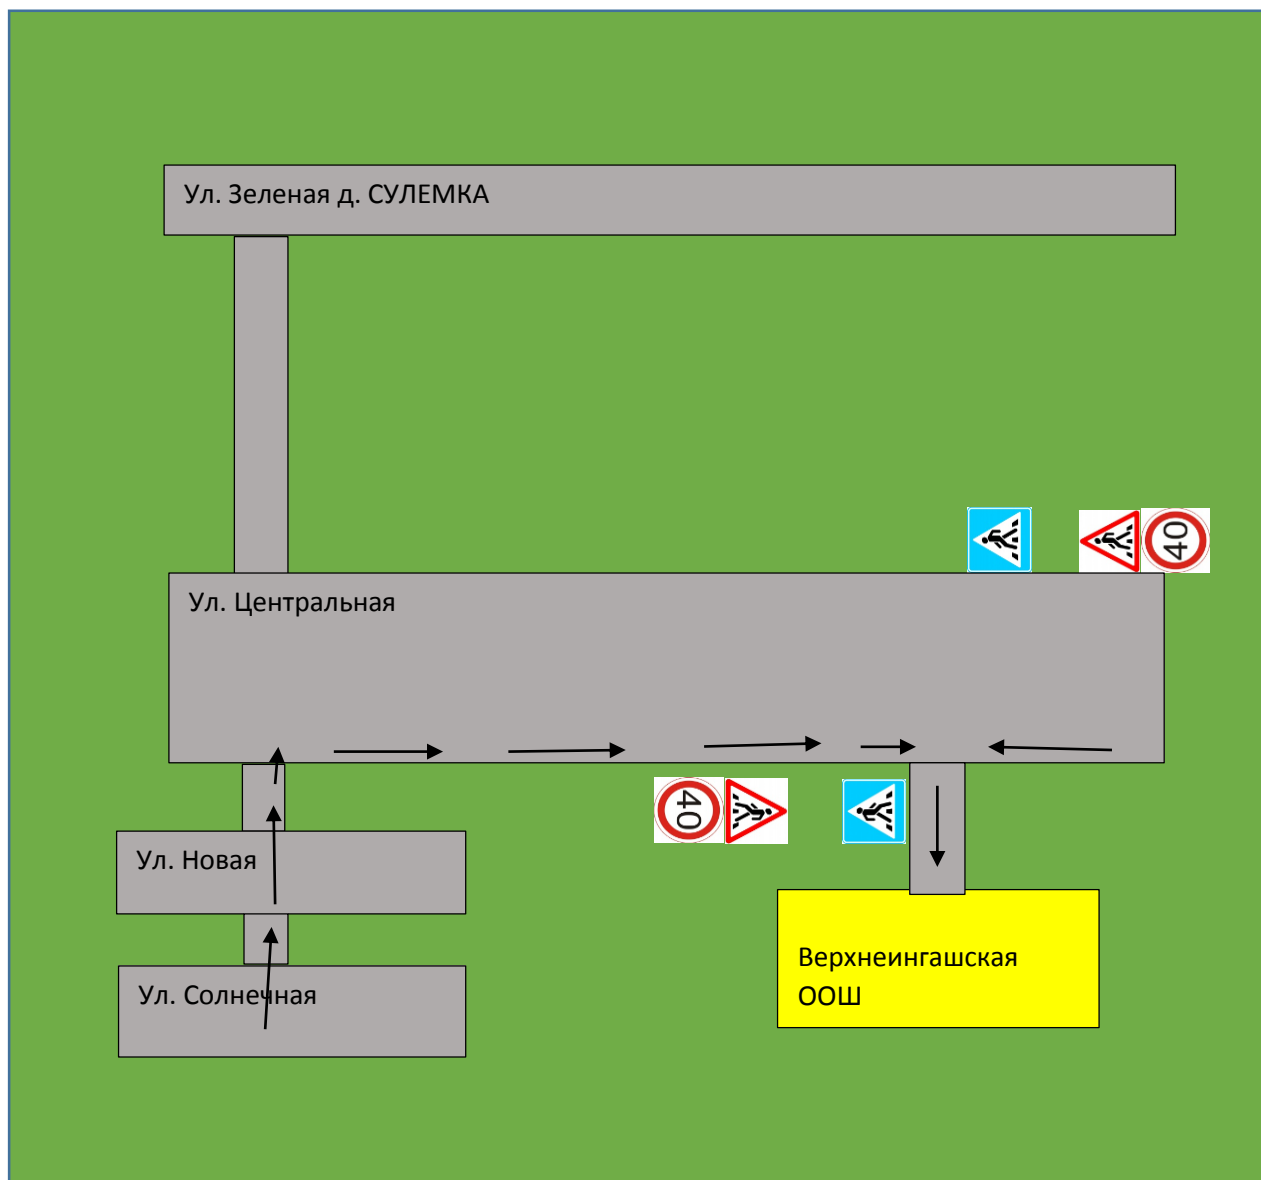 Ул. Зеленая д. СУЛЕМКА
40
Ул. Центральная
40
Ул. Новая
Верхнеингашская
ООШ
Ул. Солнечная